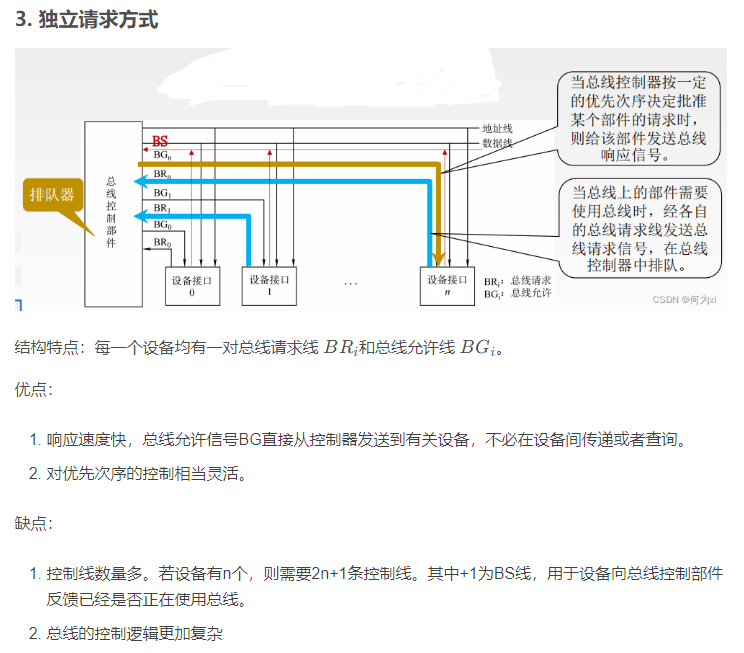 3. 独立请求方式
当总线控制器按一定
的优先次序决定批准
某个部件的请求时，
则给该部件发送总线
响应信号。
地址线
数据线
BS
BGn
BRn
BG1
BR1
BG0
BR0
排队器
总线控制部件
当总线上的部件需要
使用总线时，经各自
的总线请求线发送总
线请求信号，在总线
控制器中排队。
设备接口
0
设备接口
1
···
设备接口
n
BRi：总线请求
BGi：总线允许
CSDN @何为xl
结构特点：每一个设备均有一对总线请求线 BRi和总线允许线 BGi。
优点：
1. 响应速度快，总线允许信号BG直接从控制器发送到有关设备，不必在设备间传递或者查询。
2. 对优先次序的控制相当灵活。
缺点：
1. 控制线数量多。若设备有n个，则需要2n+1条控制线。其中+1为BS线，用于设备向总线控制部件
反馈已经是否正在使用总线。
2. 总线的控制逻辑更加复杂